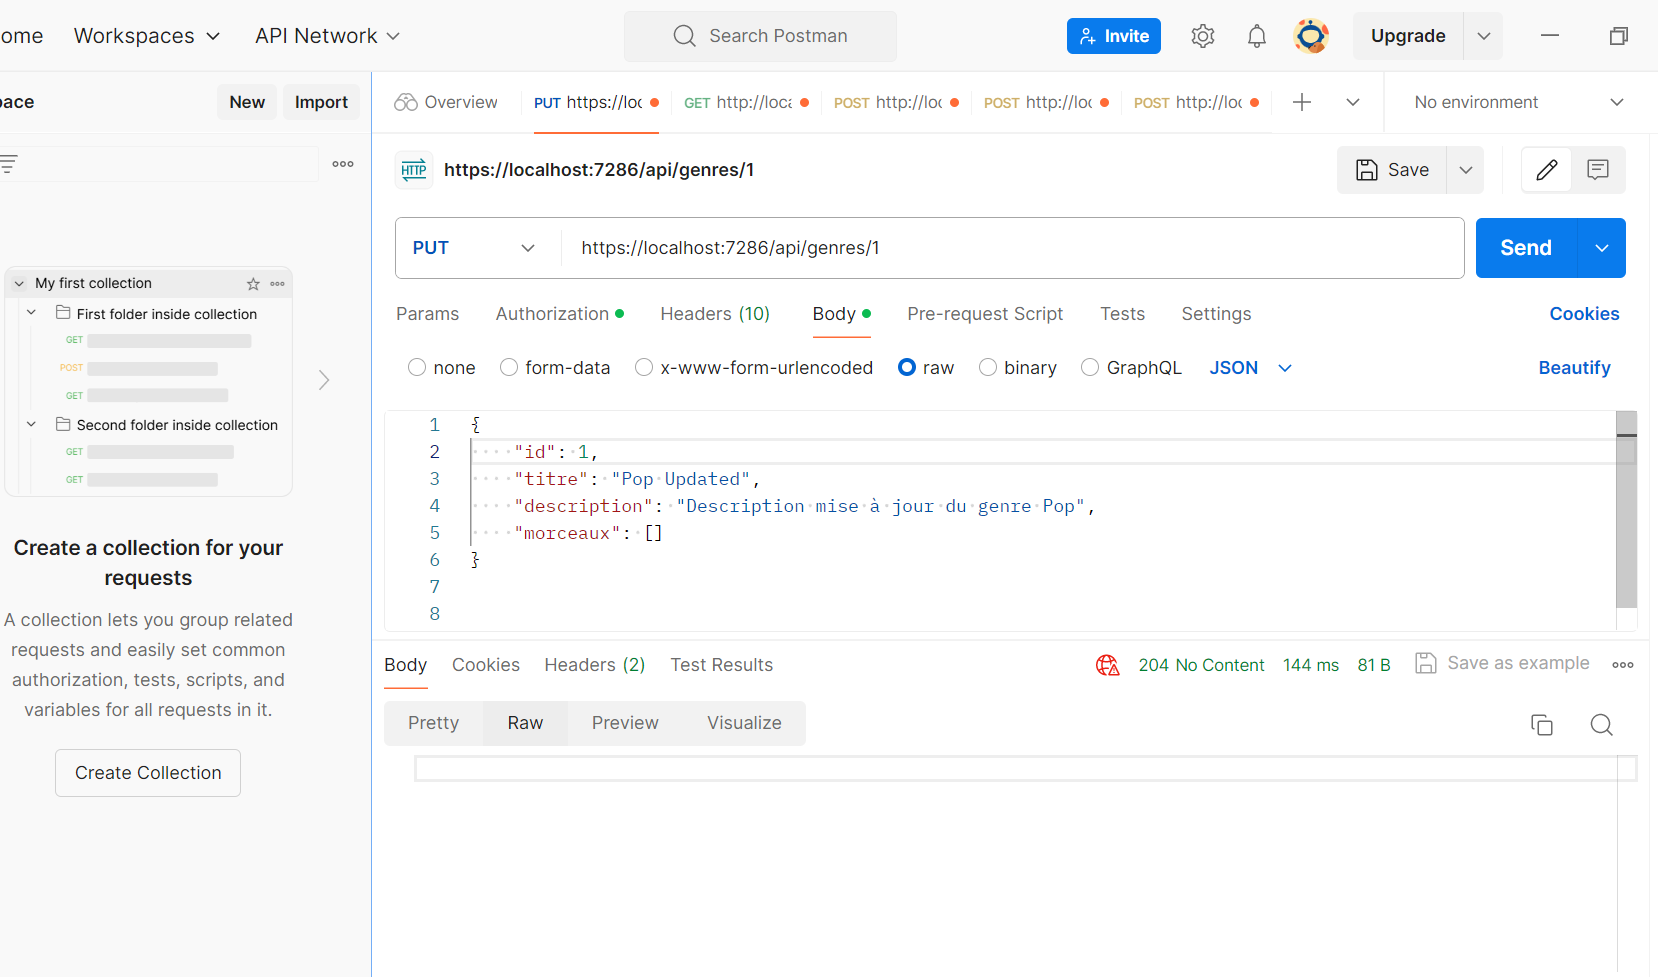 ome Workspaces API Network Search Postman Invite Upgrade
pace New Import
Overview PUT https://loc GET http://loca POST http://loc POST http://loc POST http://loc No environment
HTTP https://localhost:7286/api/genres/1 Save
PUT https://localhost:7286/api/genres/1 Send
Params Authorization Headers (10) Body Pre-request Script Tests Settings Cookies
none form-data x-www-form-urlencoded raw binary GraphQL JSON Beautify
1 {
2 "id": 1,
3 "titre": "Pop Updated",
4 "description": "Description mise à jour du genre Pop",
5 "morceaux": []
6 }
7
8
My first collection
First folder inside collection
GET
POST
GET
Second folder inside collection
GET
GET
Create a collection for your
requests
A collection lets you group related
requests and easily set common
authorization, tests, scripts, and
variables for all requests in it.
Create Collection
Body Cookies Headers (2) Test Results 204 No Content 144 ms 81 B Save as example
Pretty Raw Preview Visualize